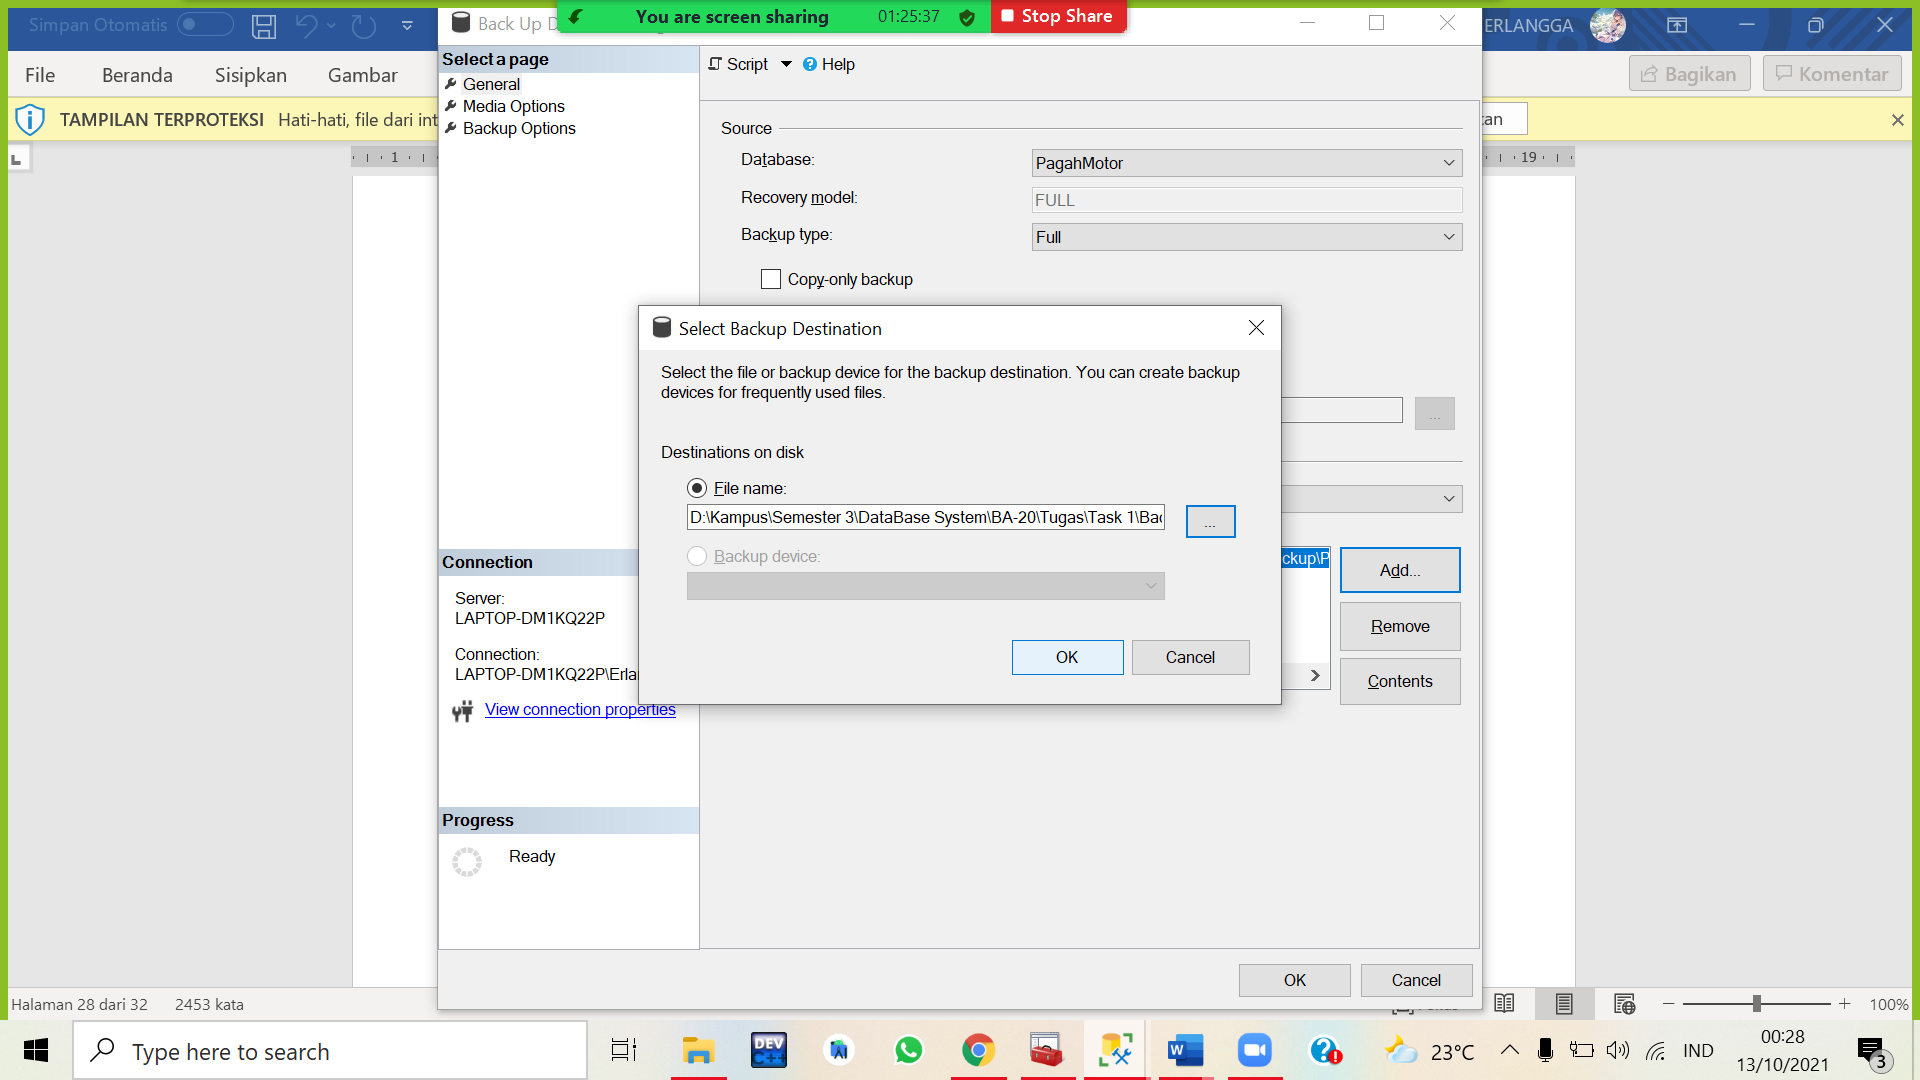 Simpan Otomatis
Back Up D
You are screen sharing
01:25:37
Stop Share
ERLANGGA
File
Beranda
Sisipkan
Gambar
Bagikan
Komentar
TAMPILAN TERPROTEKSI
Hati-hati, file dari int
an
Select a page
General
Media Options
Backup Options
Script
Help
Source
Database:
PagahMotor
Recovery model:
FULL
Backup type:
Full
Copy-only backup
1
19
Select Backup Destination
Select the file or backup device for the backup destination. You can create backup
devices for frequently used files.
Destinations on disk
File name:
D:\Kampus\Semester 3\DataBase System\BA-20\Tugas\Task 1\Bac
...
Backup device:
OK
Cancel
...
ckup\P
Add...
Remove
Contents
Connection
Server:
LAPTOP-DM1KQ22P
Connection:
LAPTOP-DM1KQ22P\Erla
View connection properties
Progress
Ready
OK
Cancel
Halaman 28 dari 32
2453 kata
100%
Type here to search
DEV
C++
W
23°C
IND
00:28
13/10/2021
3